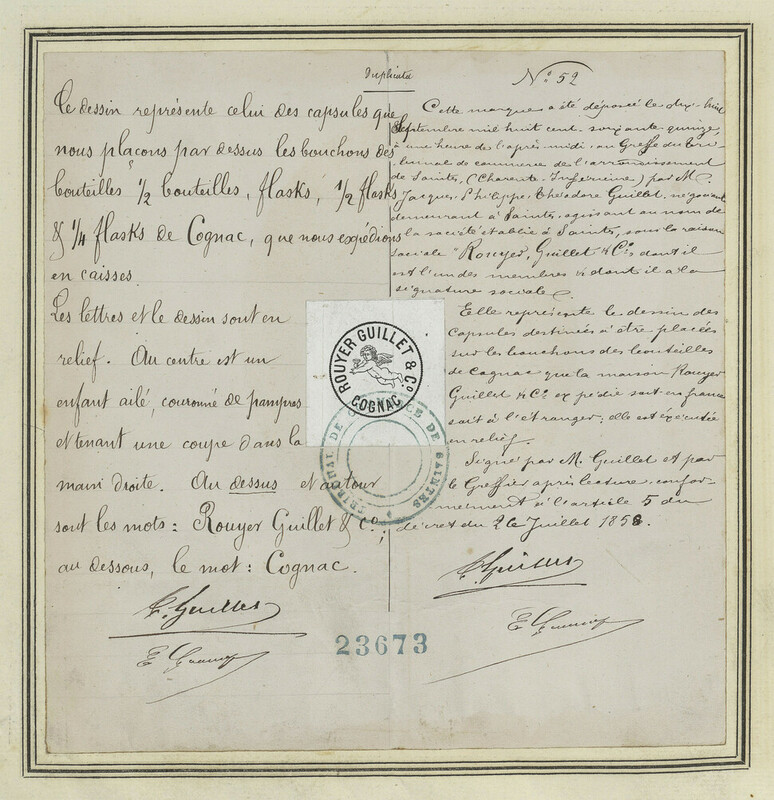 Duplicata
Nº 52
Le dessin représente celui des capsules que
nous plaçons par dessus les bouchons des
bouteilles ½ bouteilles, flasks, ½ flasks
& ¼ flasks de Cognac, que nous expédions
en caisses.
Les lettres et le dessin sont en
relief. Au centre est un
enfant ailé, couronné de pampres
et tenant une coupe dans la
main droite. Au dessus et autour
sont les mots: Rouyer Guillet & Cº;
au dessous, le mot: Cognac.
Cette marque a été déposée le dix-huit
Septembre mil huit cent soixante quinze,
à une heure de l'après midi, au Greffe du Tri
bunal de commerce de l'arrondissement
de Saintes, (Charente-Inférieure) par M.
Jacques, Philippe, Théodore Guillet, négociant
demeurant à Saintes, agissant au nom de
la société établie à Saintes, sous la raison
sociale "Rouyer, Guillet & Cie dont il
est l'un des membres & dont il a la
signature sociale.
Elle représente le dessin des
capsules destinées à être placées
sur les bouchons des bouteilles
de Cognac que la maison Rouyer
Guillet & Cie expédie soit en france
soit à l'étranger; elle est éxécutée
en relief.
Signé par M. Guillet et par
le Greffier après lecture, confor-
mément à l'article 5 du
décret du 26 Juillet 1858.
ROUYER GUILLET & Cº
COGNAC
TRIBUNAL DE COMMERCE DE SAINTES
T. Guillet
T. Guillet
23673